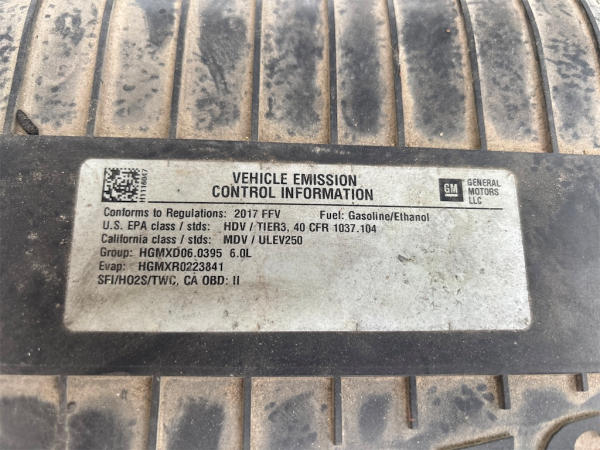 VEHICLE EMISSION
CONTROL INFORMATION
GM
GENERAL
MOTORS
LLC
Conforms to Regulations: 2017 FFV Fuel: Gasoline/Ethanol
U.S. EPA class / stds: HDV / TIER3, 40 CFR 1037.104
California class / stds: MDV / ULEV250
Group: HGMXD06.0395 6.0L
Evap: HGMXR0223841
SFI/HO2S/TWC, CA OBD: II